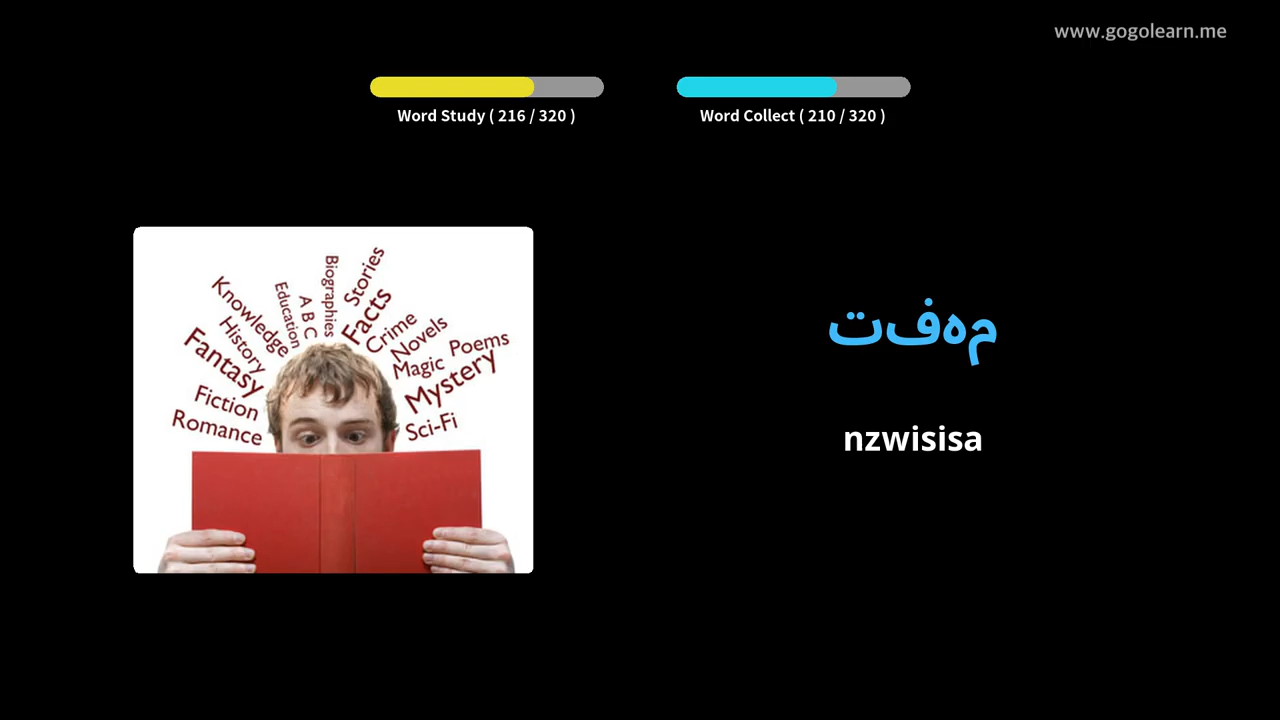 www.gogolearn.me
Word Study ( 216 / 320 )
Word Collect ( 210 / 320 )
Biographies
Stories
Education
A B C
Facts
Knowledge
Crime
History
Novels
Poems
Fantasy
Magic
Mystery
Fiction
Romance
Sci-Fi
مهفت
nzwisisa